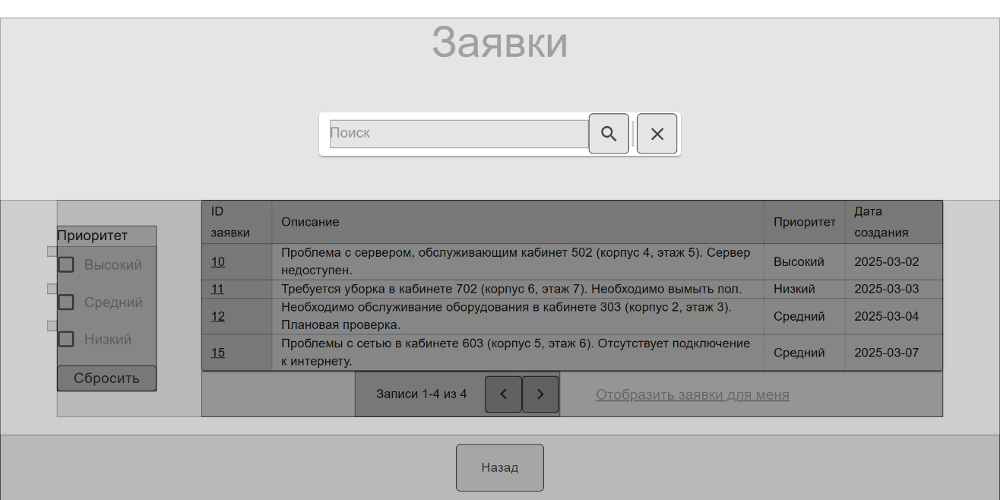 Заявки
Поиск
Приоритет
Высокий
Средний
Низкий
Сбросить
ID заявки Описание Приоритет Дата создания
10 Проблема с сервером, обслуживающим кабинет 502 (корпус 4, этаж 5). Сервер
недоступен. Высокий 2025-03-02
11 Требуется уборка в кабинете 702 (корпус 6, этаж 7). Необходимо вымыть пол. Низкий 2025-03-03
12 Необходимо обслуживание оборудования в кабинете 303 (корпус 2, этаж 3).
Плановая проверка. Средний 2025-03-04
15 Проблемы с сетью в кабинете 603 (корпус 5, этаж 6). Отсутствует подключение
к интернету. Средний 2025-03-07
Записи 1-4 из 4 Отобразить заявки для меня
Назад